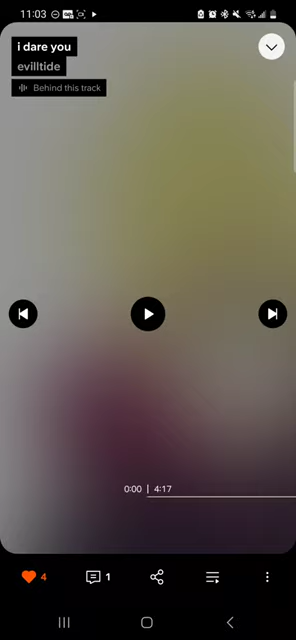 11:03
i dare you
evilltide
Behind this track
0:00 | 4:17
4
1